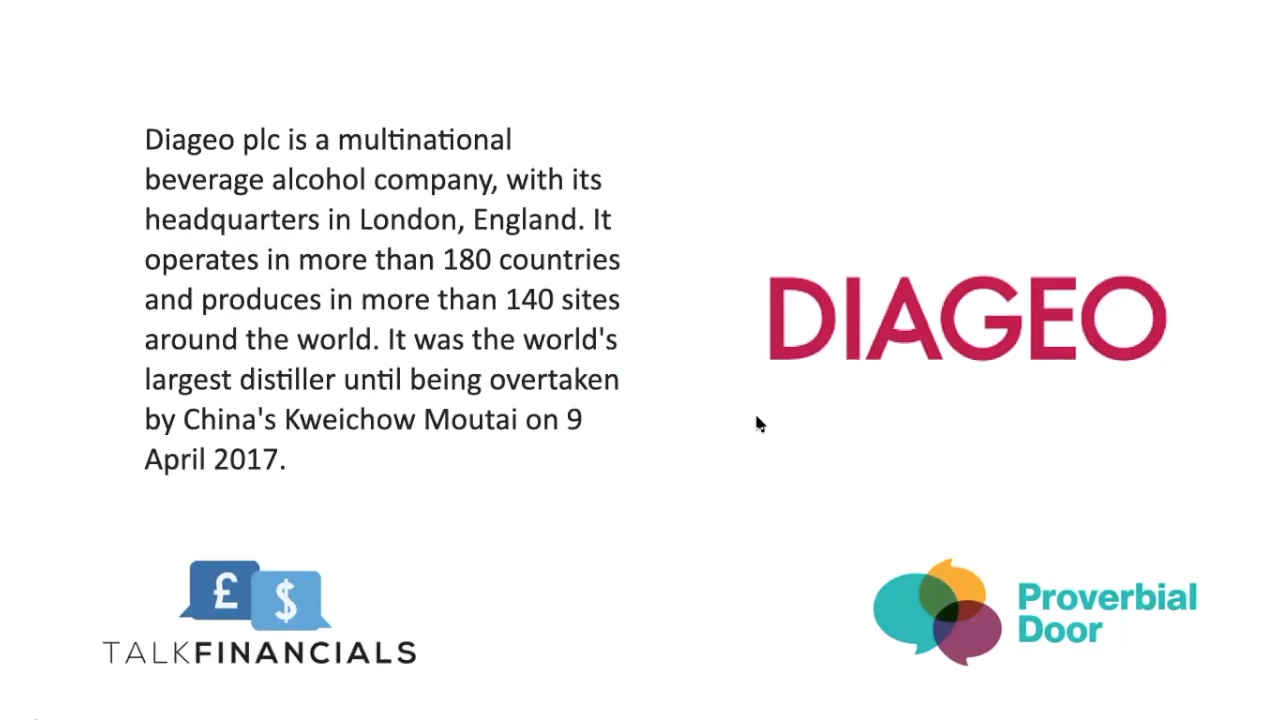 Diageo plc is a multinational
beverage alcohol company, with its
headquarters in London, England. It
operates in more than 180 countries
and produces in more than 140 sites
around the world. It was the world's
largest distiller until being overtaken
by China's Kweichow Moutai on 9
April 2017.
DIAGEO
£ $
TALKFINANCIALS
Proverbial
Door